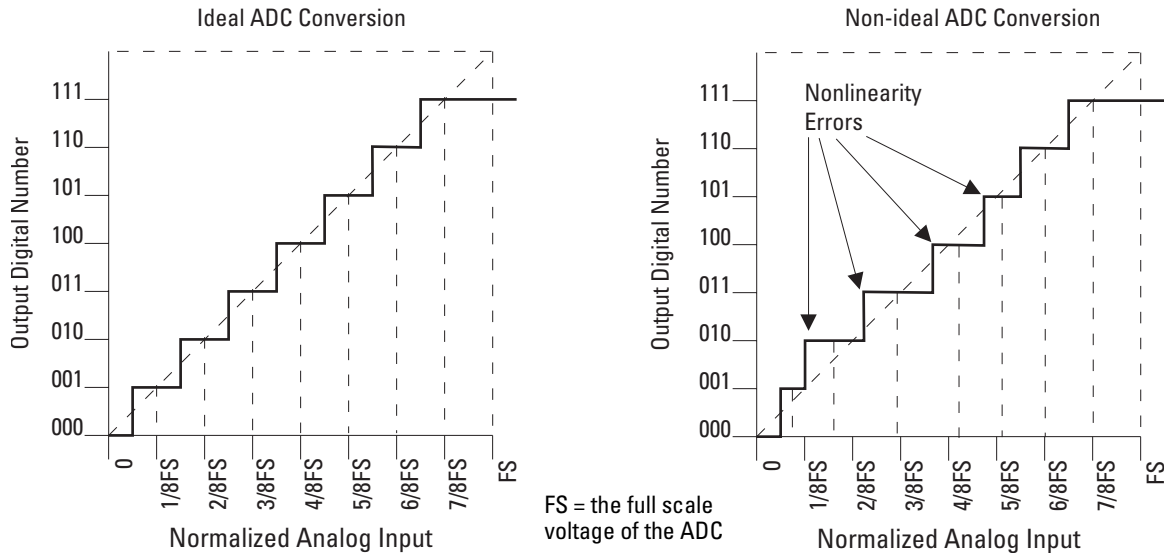 Ideal ADC Conversion
Output Digital Number
111
110
101
100
011
010
001
000
0
1/8FS
2/8FS
3/8FS
4/8FS
5/8FS
6/8FS
7/8FS
FS
Normalized Analog Input
FS = the full scale
voltage of the ADC
Non-ideal ADC Conversion
Nonlinearity
Errors
Output Digital Number
111
110
101
100
011
010
001
000
0
1/8FS
2/8FS
3/8FS
4/8FS
5/8FS
6/8FS
7/8FS
FS
Normalized Analog Input